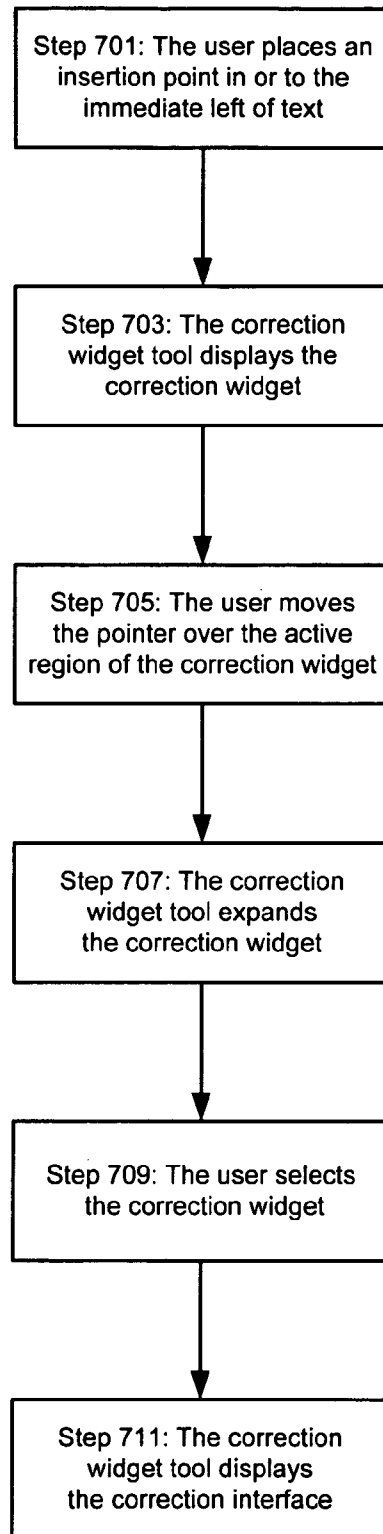 Step 701: The user places an
insertion point in or to the
immediate left of text
Step 703: The correction
widget tool displays the
correction widget
Step 705: The user moves
the pointer over the active
region of the correction widget
Step 707: The correction
widget tool expands
the correction widget
Step 709: The user selects
the correction widget
Step 711: The correction
widget tool displays
the correction interface